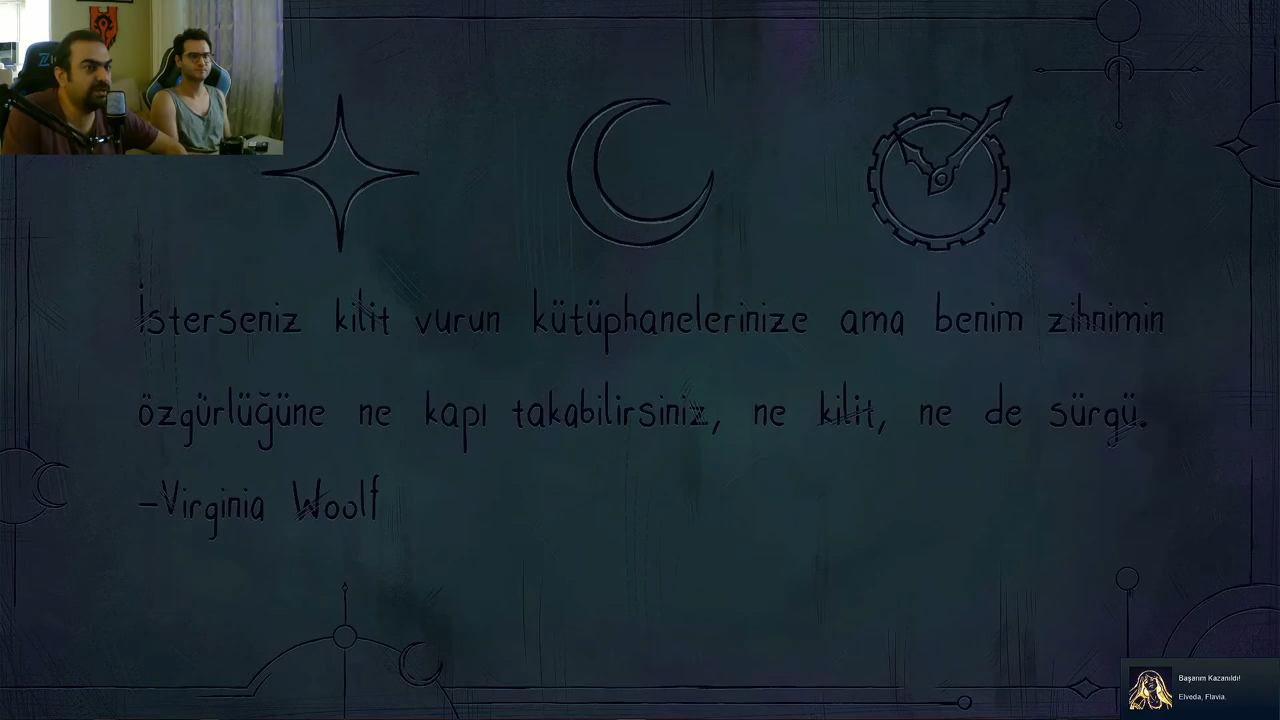 İsterseniz kilit vurun kütüphanelerinize ama benim zihnimin
özgürlüğüne ne kapı takabilirsiniz, ne kilit, ne de sürgü.
-Virginia Woolf
Başarım Kazanıldı!
Elveda, Flavia.